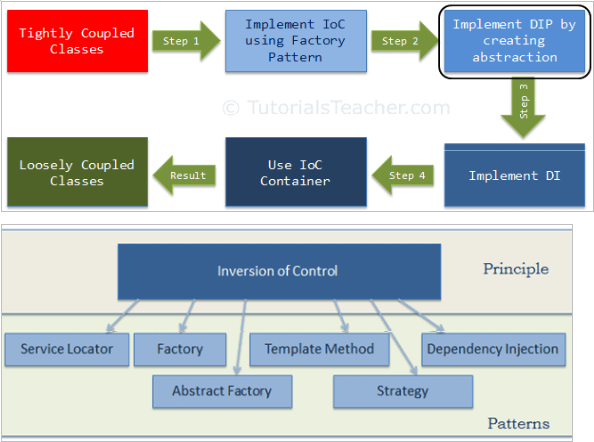 Tightly Coupled
Classes
Step 1
Implement IoC
using Factory
Pattern
Step 2
Implement DIP by
creating
abstraction
Step 3
© TutorialsTeacher.com
Loosely Coupled
Classes
Result
Use IoC
Container
Step 4
Implement DI
Inversion of Control
Principle
Service Locator
Factory
Template Method
Dependency Injection
Abstract Factory
Strategy
Patterns